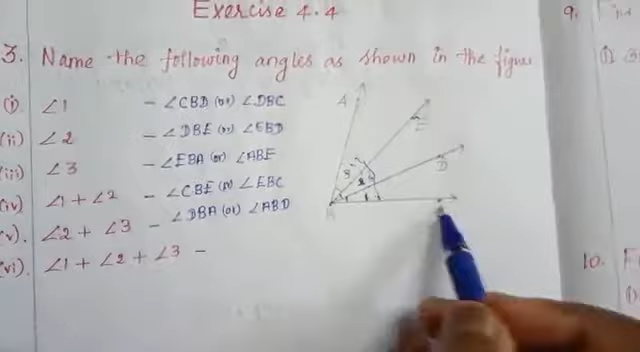 Exercise 4.4
3. Name the following angles as shown in the figure
(i) ∠1 - ∠CBD (or) ∠DBC
(ii) ∠2 - ∠DBE (or) ∠EBD
(iii) ∠3 - ∠EBA (or) ∠ABE
(iv) ∠1 + ∠2 - ∠CBE (or) ∠EBC
(v). ∠2 + ∠3 - ∠DBA (or) ∠ABD
(vi). ∠1 + ∠2 + ∠3 -
A
E
D
3
2
1
B
9.
(i)
10.
(i)